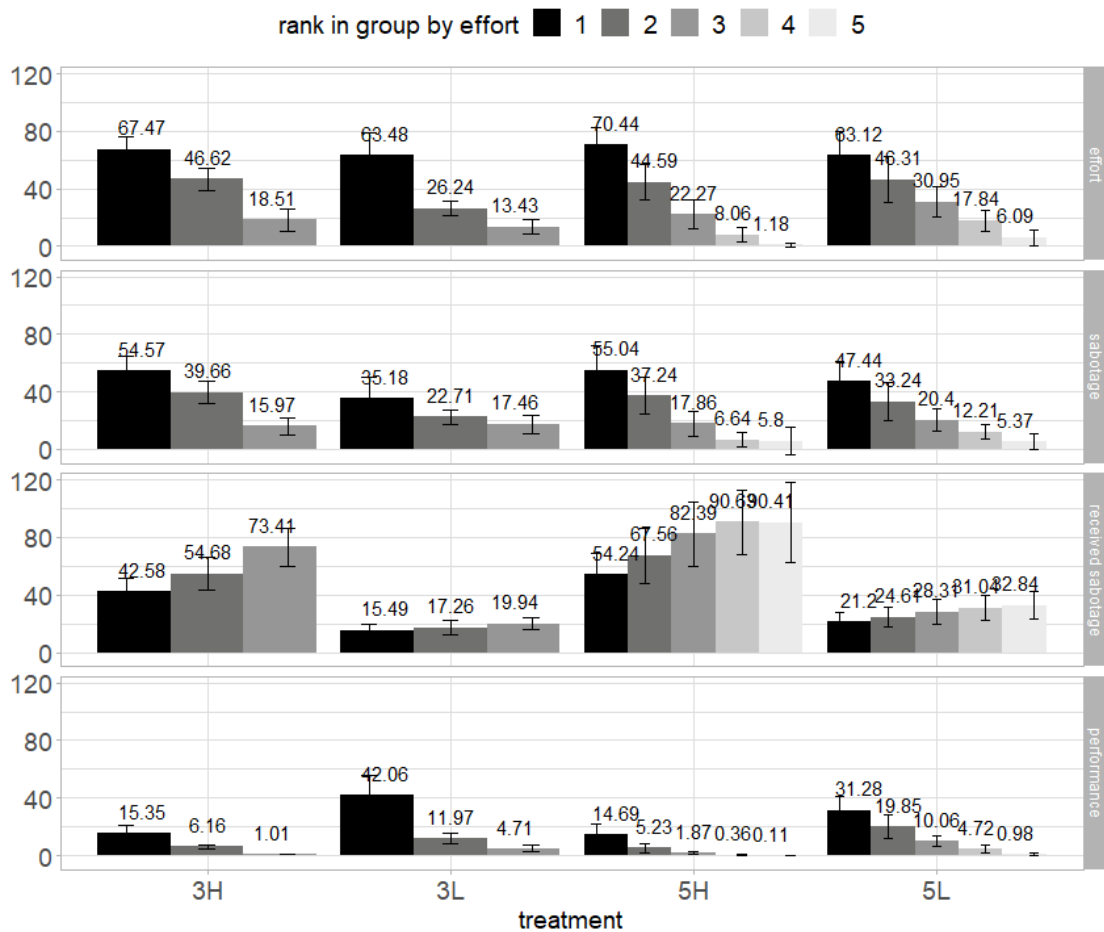 rank in group by effort 1 2 3 4 5
120
80
40
0
67.47 46.62 18.51 63.48 26.24 13.43 70.44 44.59 22.27 8.06 1.18 63.12 46.31 30.95 17.84 6.09
effort
120
80
40
0
54.57 39.66 15.97 35.18 22.71 17.46 55.04 37.24 17.86 6.64 5.8 47.44 33.24 20.4 12.21 5.37
sabotage
120
80
40
0
42.58 54.68 73.41 15.49 17.26 19.94 54.24 67.56 82.39 90.63 90.41 21.2 24.61 28.31 31.04 32.84
received sabotage
120
80
40
0
15.35 6.16 1.01 42.06 11.97 4.71 14.69 5.23 1.87 0.36 0.11 31.28 19.85 10.06 4.72 0.98
performance
3H 3L 5H 5L
treatment